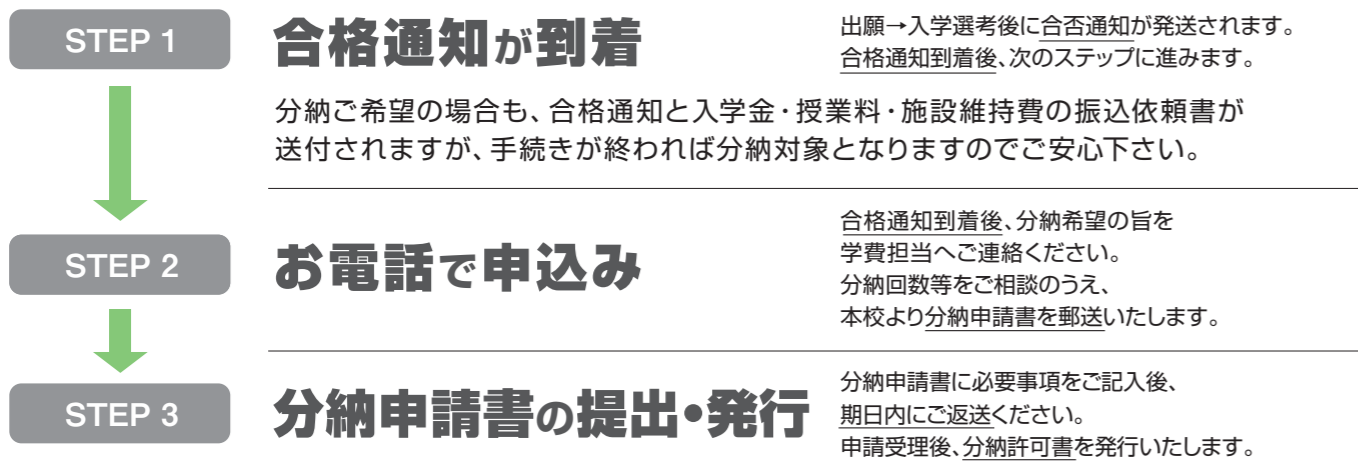 STEP 1
合格通知が到着
出願→入学選考後に合否通知が発送されます。
合格通知到着後、次のステップに進みます。
分納ご希望の場合も、合格通知と入学金・授業料・施設維持費の振込依頼書が
送付されますが、手続きが終われば分納対象となりますのでご安心下さい。
STEP 2
お電話で申込み
合格通知到着後、分納希望の旨を
学費担当へご連絡ください。
分納回数等をご相談のうえ、
本校より分納申請書を郵送いたします。
STEP 3
分納申請書の提出・発行
分納申請書に必要事項をご記入後、
期日内にご返送ください。
申請受理後、分納許可書を発行いたします。